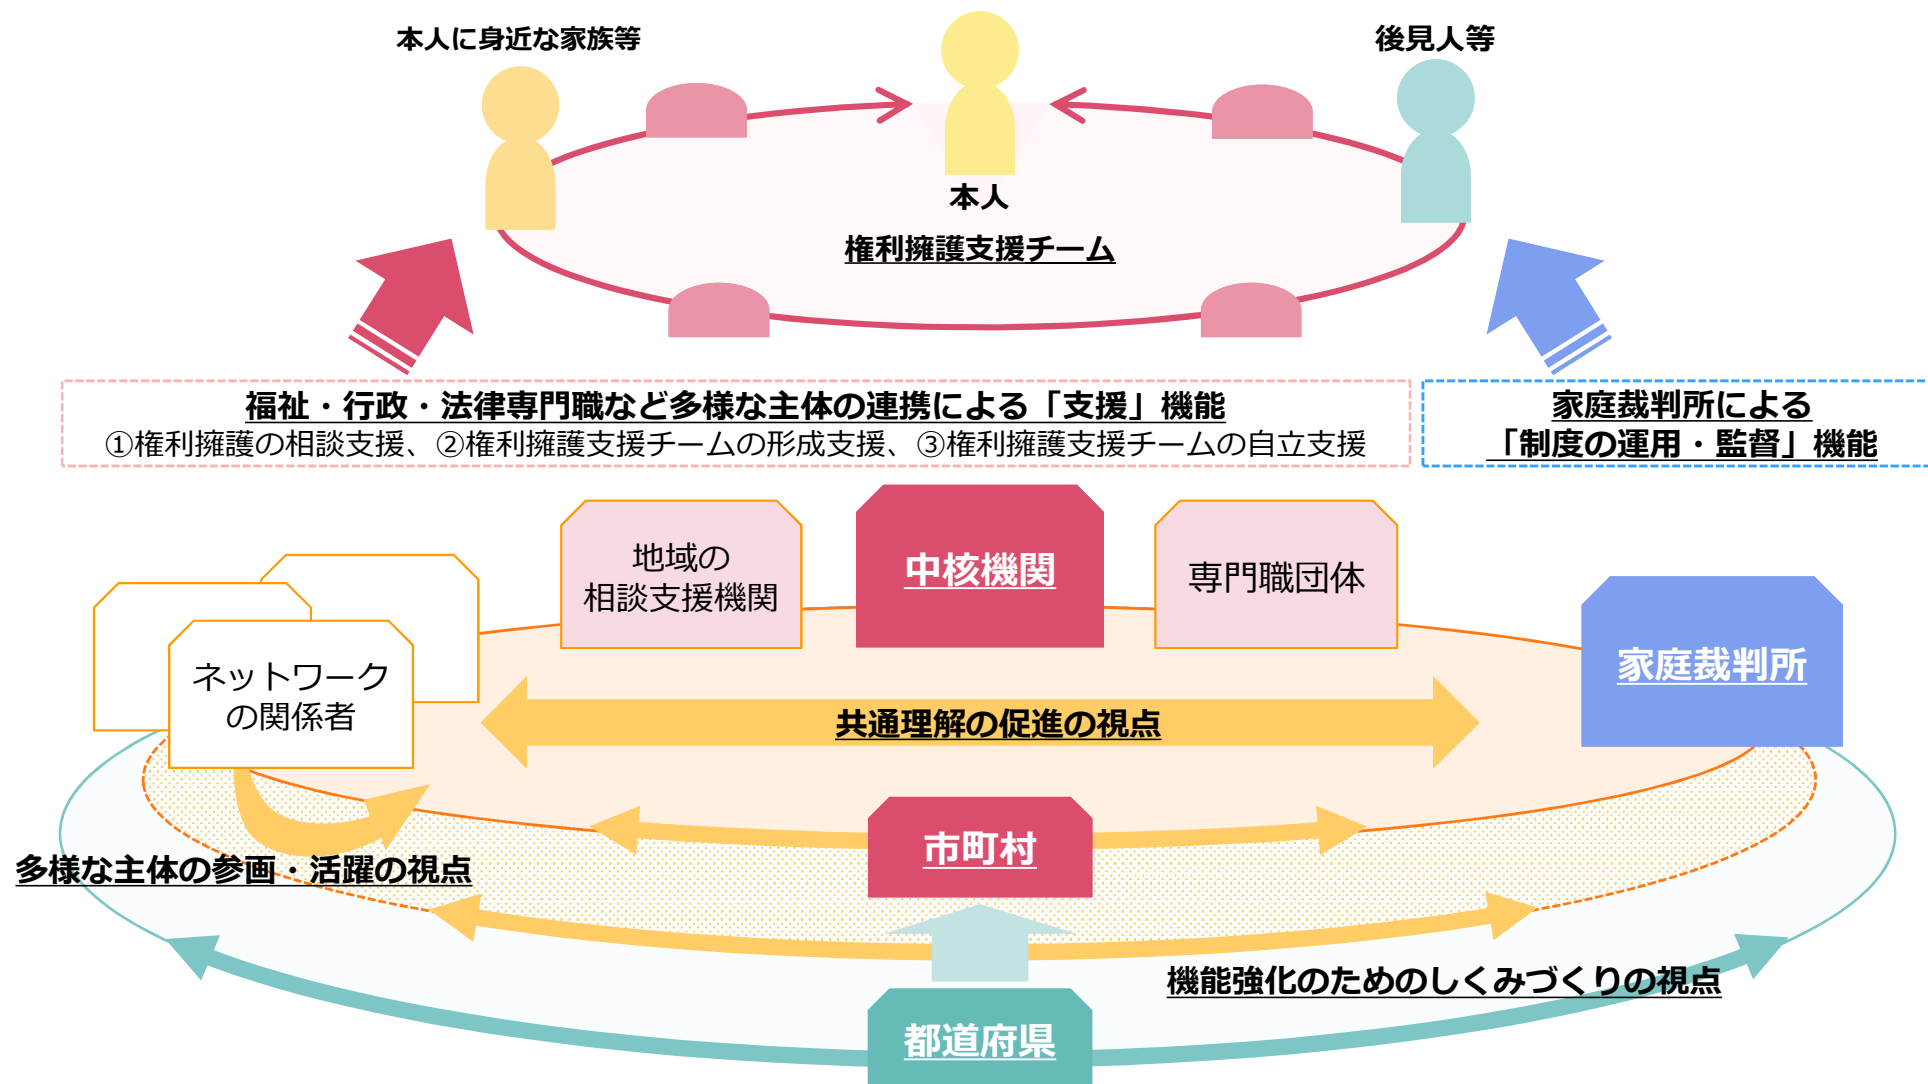 本人に身近な家族等
後見人等
本人
権利擁護支援チーム
福祉・行政・法律専門職など多様な主体の連携による「支援」機能
①権利擁護の相談支援、②権利擁護支援チームの形成支援、③権利擁護支援チームの自立支援
家庭裁判所による
「制度の運用・監督」機能
地域の
相談支援機関
中核機関
専門職団体
家庭裁判所
ネットワーク
の関係者
共通理解の促進の視点
市町村
多様な主体の参画・活躍の視点
機能強化のためのしくみづくりの視点
都道府県